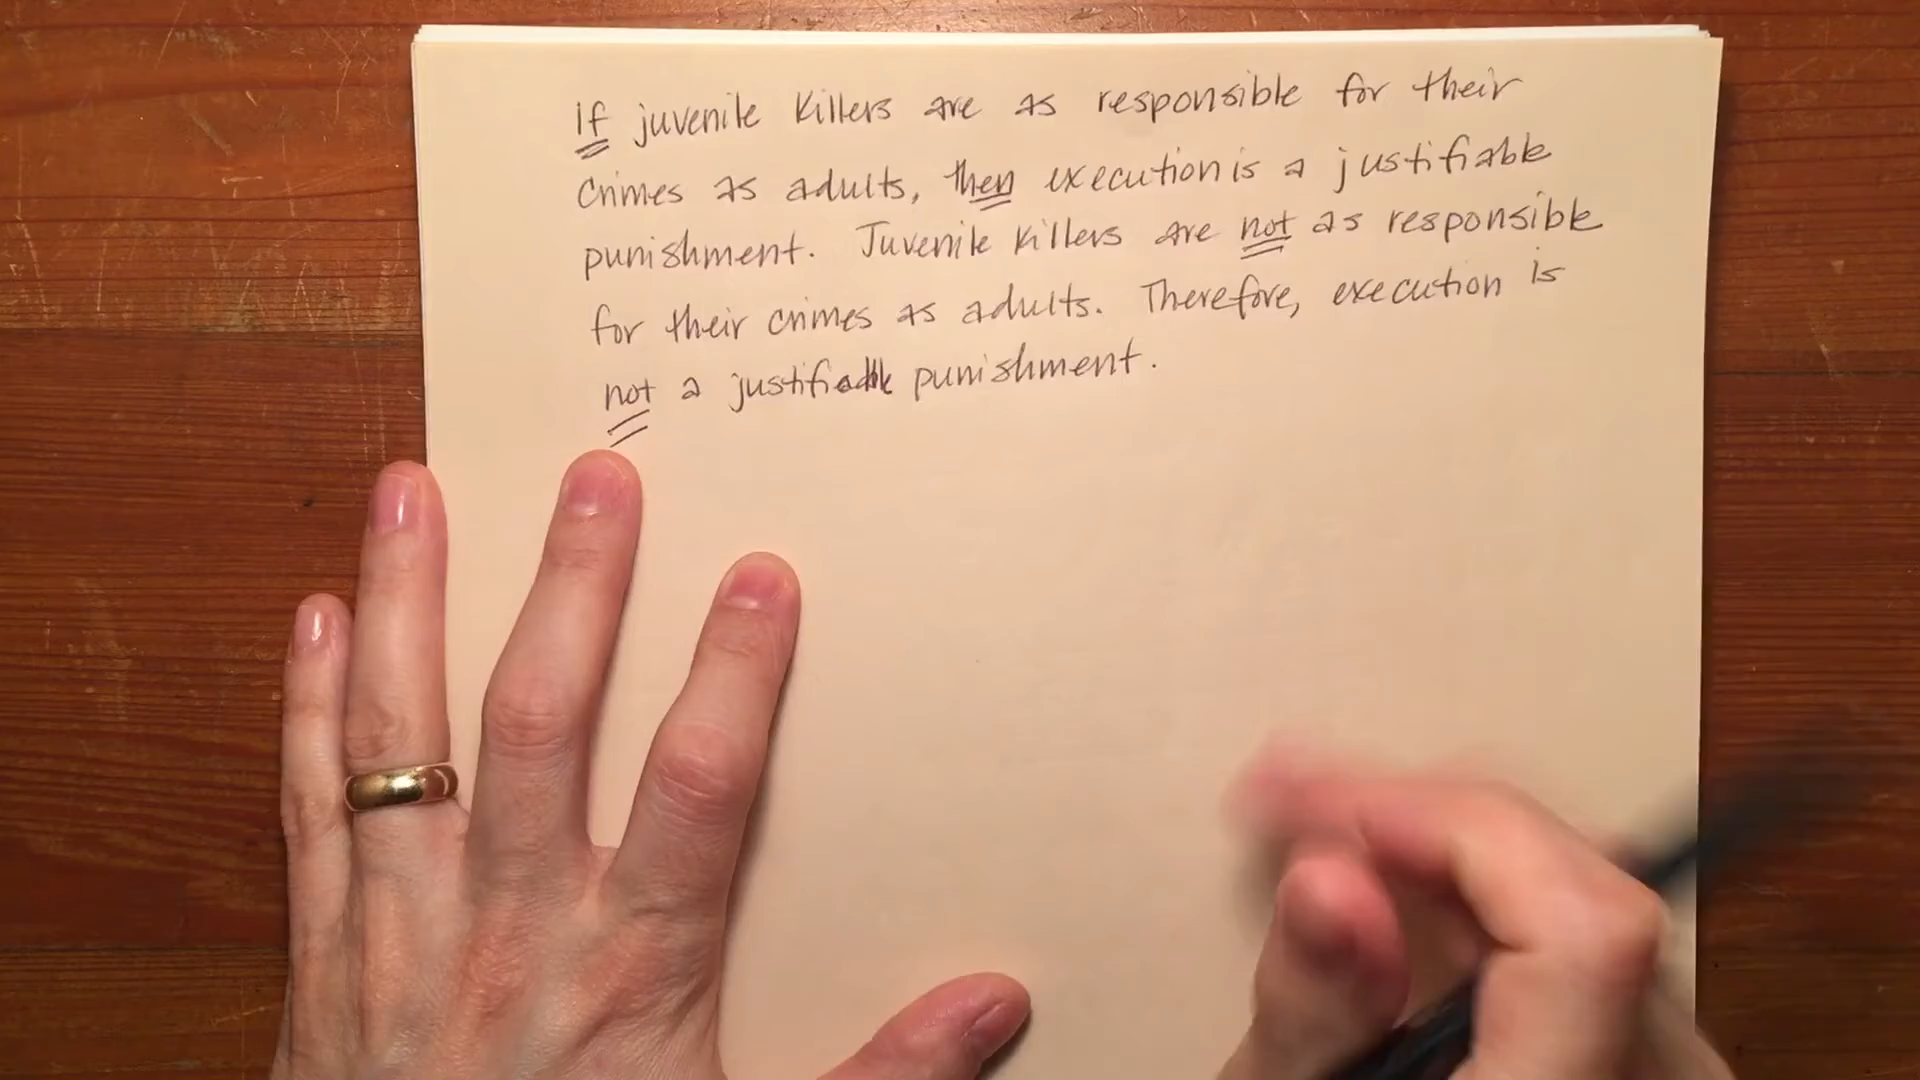 If juvenile killers are as responsible for their
crimes as adults, then execution is a justifiable
punishment. Juvenile killers are not as responsible
for their crimes as adults. Therefore, execution is
not a justifiable punishment.